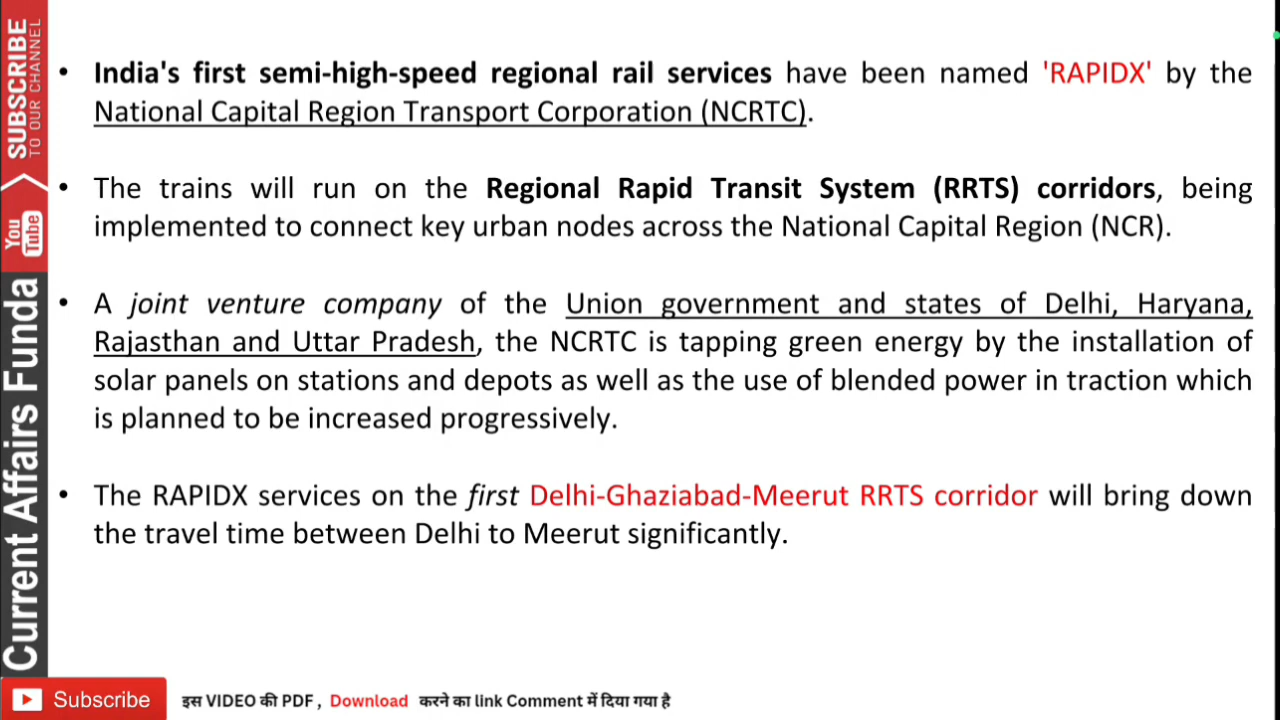 India's first semi-high-speed regional rail services have been named 'RAPIDX' by the
National Capital Region Transport Corporation (NCRTC).
The trains will run on the Regional Rapid Transit System (RRTS) corridors, being
implemented to connect key urban nodes across the National Capital Region (NCR).
A joint venture company of the Union government and states of Delhi, Haryana,
Rajasthan and Uttar Pradesh, the NCRTC is tapping green energy by the installation of
solar panels on stations and depots as well as the use of blended power in traction which
is planned to be increased progressively.
The RAPIDX services on the first Delhi-Ghaziabad-Meerut RRTS corridor will bring down
the travel time between Delhi to Meerut significantly.
SUBSCRIBE
TO OUR CHANNEL
You
Tube
Current Affairs Funda
Subscribe
इस VIDEO की PDF, Download करने का link Comment में दिया गया है